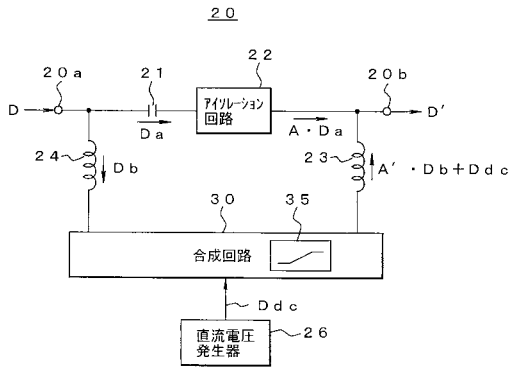 20
20a
21
22
20b
D
アイソレーション
回路
D'
Da
A・Da
24
Db
23
A'・Db+Ddc
30
35
合成回路
Ddc
直流電圧
発生器
26